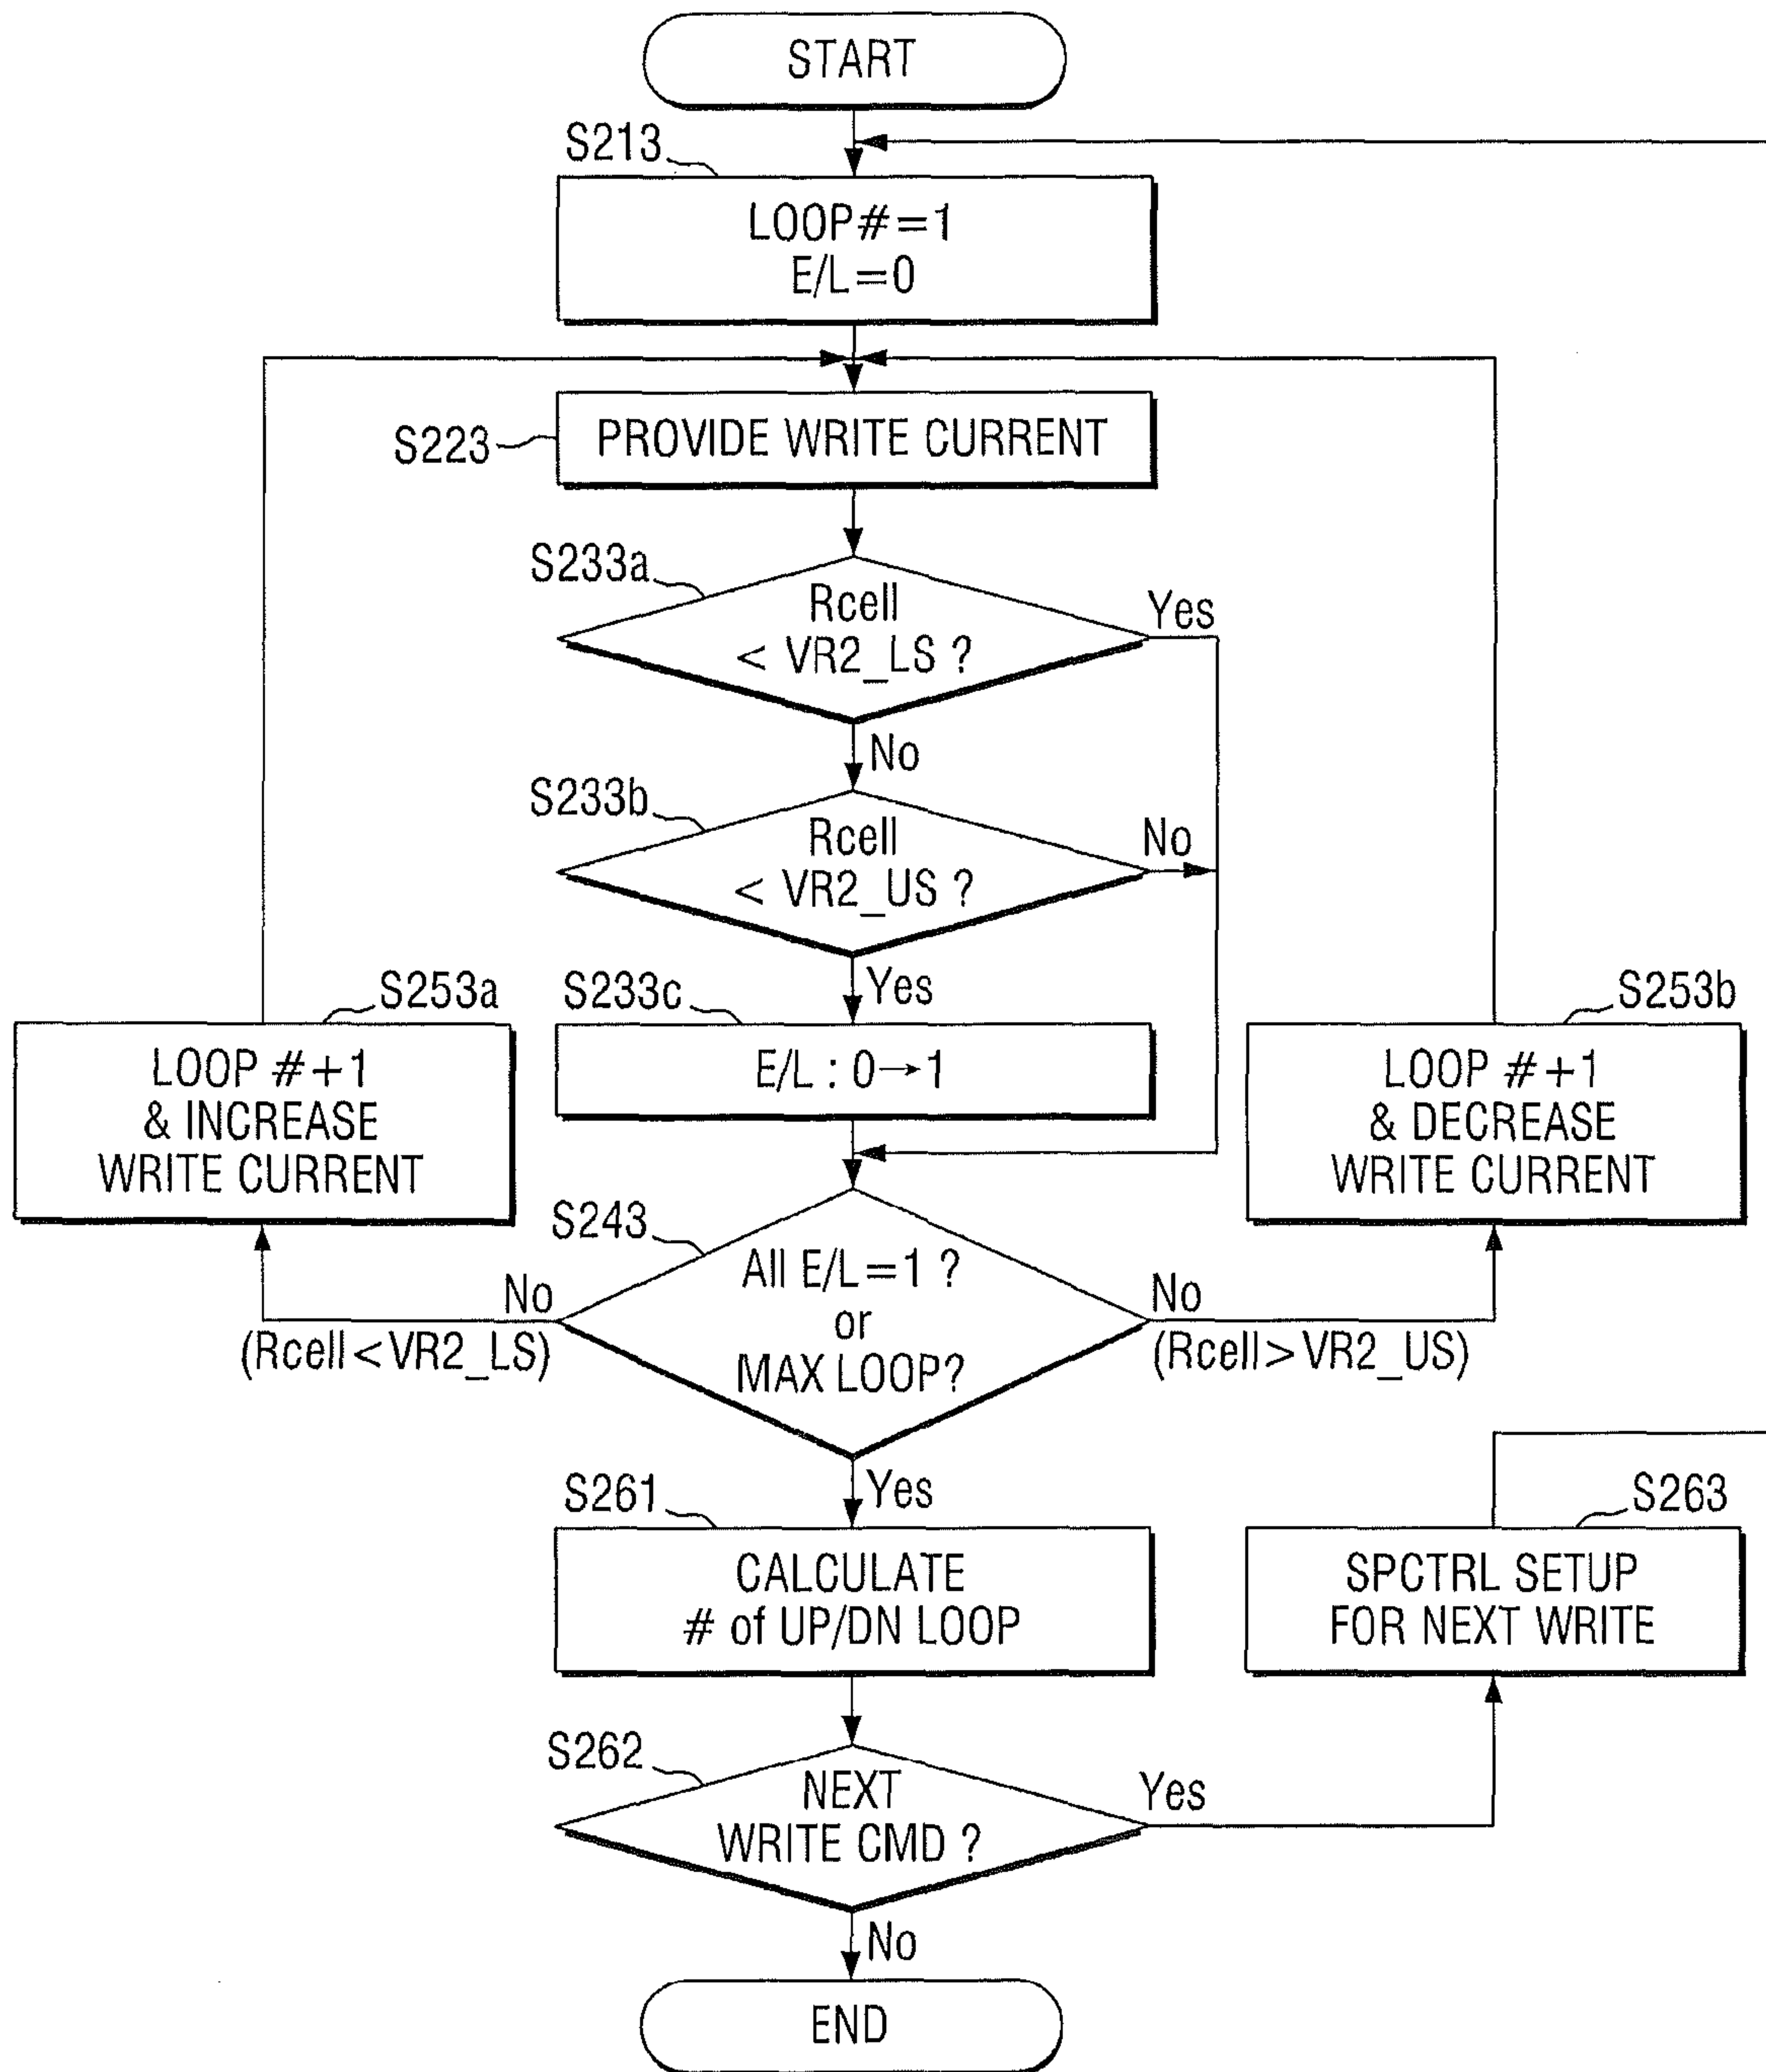 START
S213
LOOP#=1
E/L=0
S223
PROVIDE WRITE CURRENT
S233a
Rcell
< VR2_LS ?
Yes
No
S233b
Rcell
< VR2_US ?
No
Yes
S233c
E/L : 0→1
S253a
LOOP #+1
& INCREASE
WRITE CURRENT
S253b
LOOP #+1
& DECREASE
WRITE CURRENT
S243
All E/L=1 ?
or
MAX LOOP?
No
(Rcell<VR2_LS)
No
(Rcell>VR2_US)
Yes
S261
CALCULATE
# of UP/DN LOOP
S263
SPCTRL SETUP
FOR NEXT WRITE
S262
NEXT
WRITE CMD ?
Yes
No
END